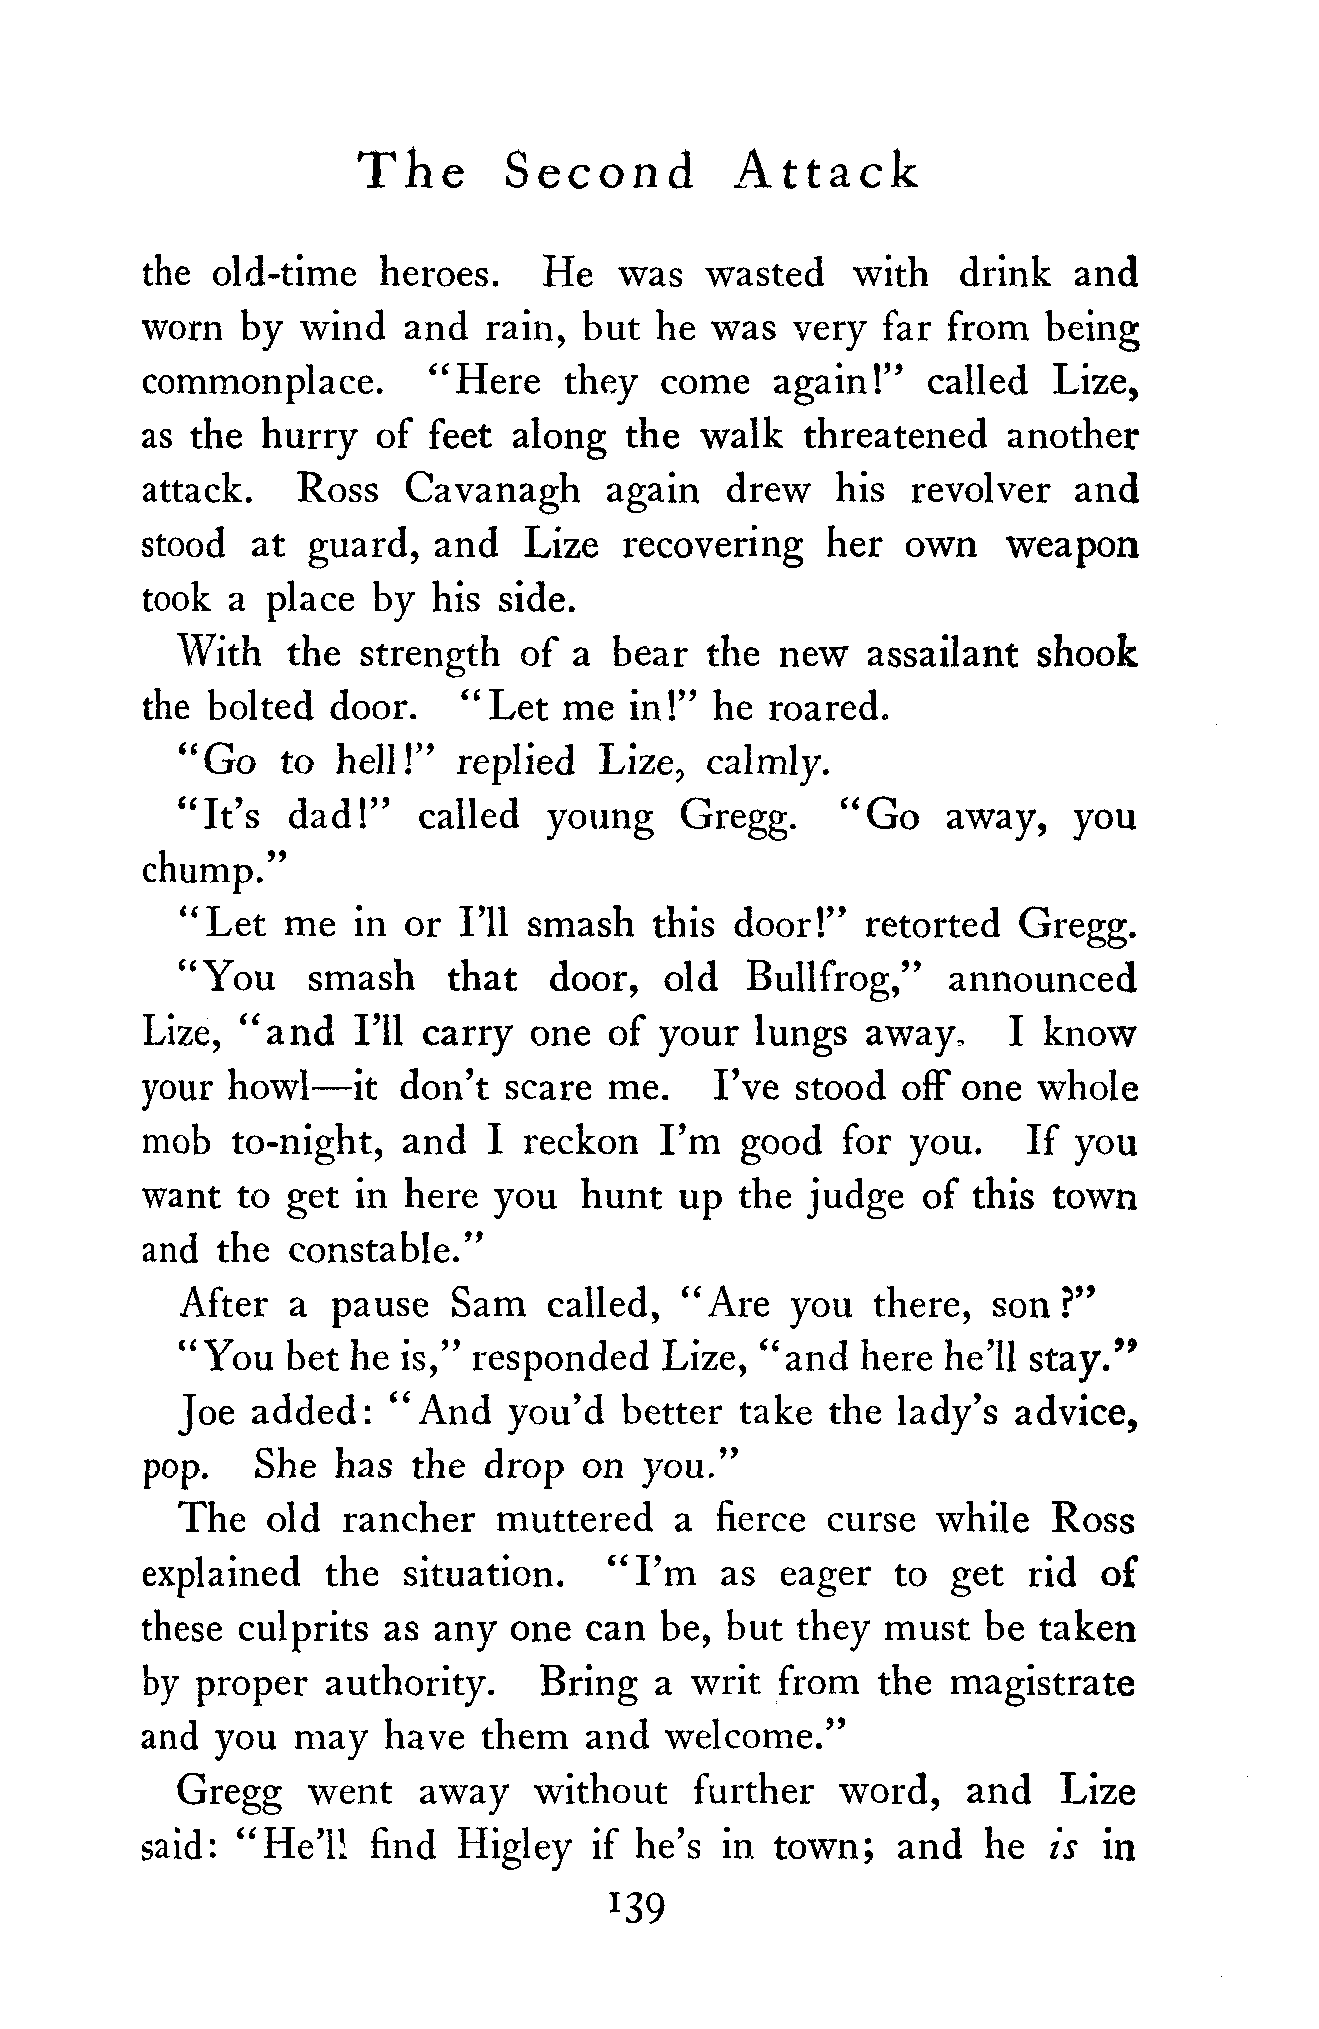 The Second Attack
the old-time heroes. He was wasted with drink and
worn by wind and rain, but he was very far from being
commonplace. "Here they come again!" called Lize,
as the hurry of feet along the walk threatened another
attack. Ross Cavanagh again drew his revolver and
stood at guard, and Lize recovering her own weapon
took a place by his side.
With the strength of a bear the new assailant shook
the bolted door. "Let me in!" he roared.
"Go to hell!" replied Lize, calmly.
"It's dad!" called young Gregg. "Go away, you
chump."
"Let me in or I'll smash this door!" retorted Gregg.
"You smash that door, old Bullfrog," announced
Lize, "and I'll carry one of your lungs away. I know
your howl—it don't scare me. I've stood off one whole
mob to-night, and I reckon I'm good for you. If you
want to get in here you hunt up the judge of this town
and the constable."
After a pause Sam called, "Are you there, son?"
"You bet he is," responded Lize, "and here he'll stay."
Joe added: "And you'd better take the lady's advice,
pop. She has the drop on you."
The old rancher muttered a fierce curse while Ross
explained the situation. "I'm as eager to get rid of
these culprits as any one can be, but they must be taken
by proper authority. Bring a writ from the magistrate
and you may have them and welcome."
Gregg went away without further word, and Lize
said: "He'll find Higley if he's in town; and he is in
139